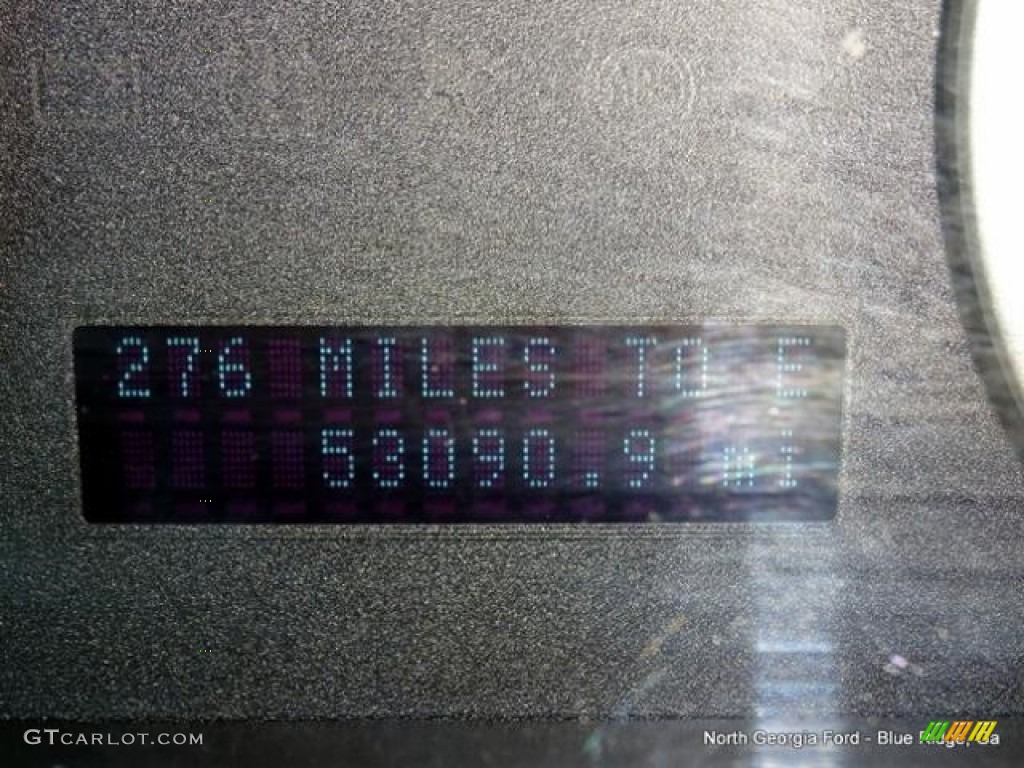 276 MILES TO E
53090.9 mi
GTCARLOT.COM
North Georgia Ford - Blue Ridge, Ga